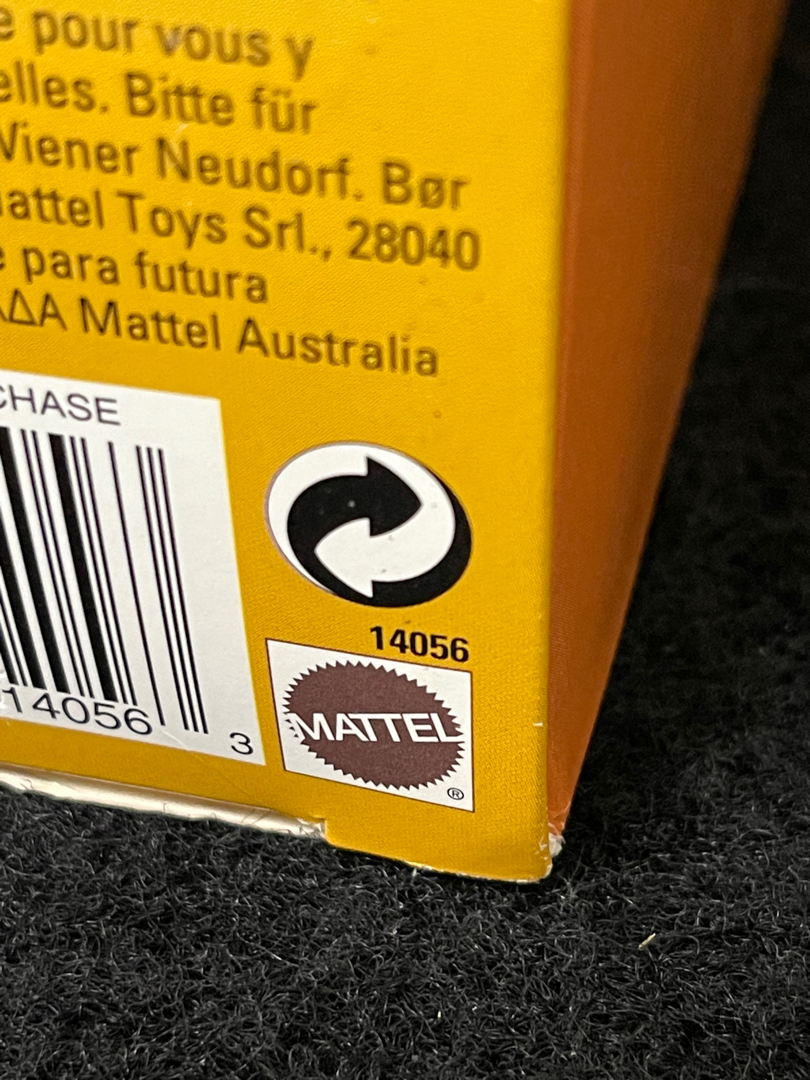 e pour vous y
elles. Bitte für
Wiener Neudorf. Bør
attel Toys Srl., 28040
e para futura
ΔΑ Mattel Australia
CHASE
14056
14056
3
MATTEL
®